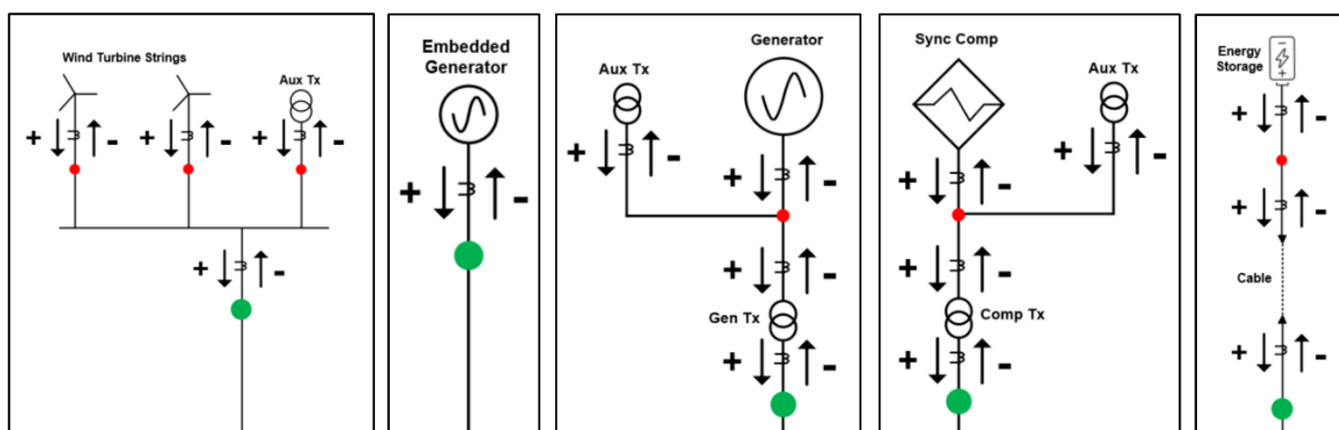 Wind Turbine Strings
Aux Tx
+ - + - + -
+ -
Embedded
Generator
+ -
Aux Tx
Generator
+ - + -
+ -
Gen Tx
+ -
Sync Comp
Aux Tx
+ - + -
+ -
Comp Tx
+ -
Energy
Storage
-
+
+ -
+ -
Cable
+ -